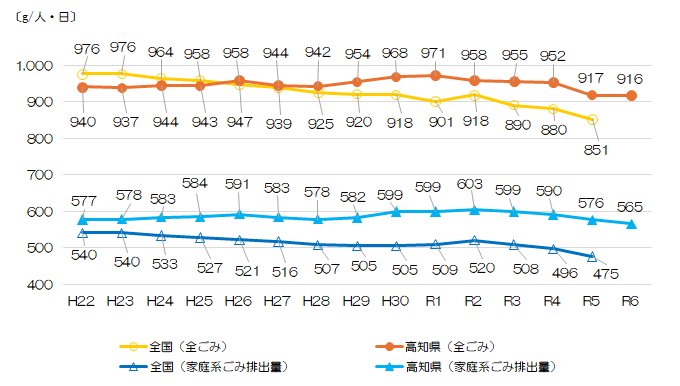 〔g/人・日〕
976 976 964 958 958 944 942 954 968 971 958 955 952 917 916
1,000
900
940 937 944 943 947 939 925 920 918 901 918 890 880 851
800
700
577 578 583 584 591 583 578 582 599 599 603 599 590 576 565
600
500
540 540 533 527 521 516 507 505 505 509 520 508 496 475
400
H22 H23 H24 H25 H26 H27 H28 H29 H30 R1 R2 R3 R4 R5 R6
全国（全ごみ） 高知県（全ごみ）
全国（家庭系ごみ排出量） 高知県（家庭系ごみ排出量）